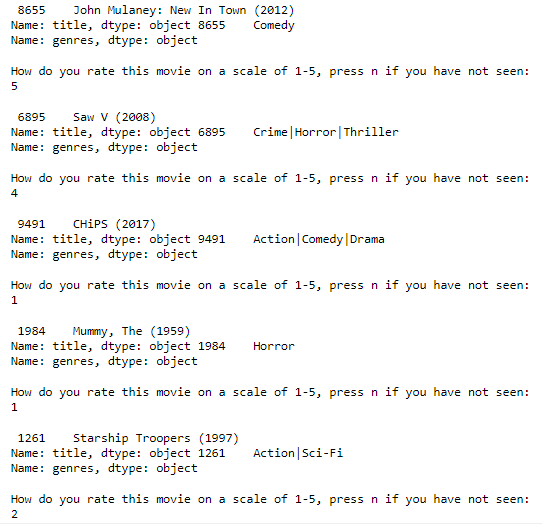 8655    John Mulaney: New In Town (2012)
Name: title, dtype: object 8655    Comedy
Name: genres, dtype: object
How do you rate this movie on a scale of 1-5, press n if you have not seen:
5
6895    Saw V (2008)
Name: title, dtype: object 6895    Crime|Horror|Thriller
Name: genres, dtype: object
How do you rate this movie on a scale of 1-5, press n if you have not seen:
4
9491    CHiPS (2017)
Name: title, dtype: object 9491    Action|Comedy|Drama
Name: genres, dtype: object
How do you rate this movie on a scale of 1-5, press n if you have not seen:
1
1984    Mummy, The (1959)
Name: title, dtype: object 1984    Horror
Name: genres, dtype: object
How do you rate this movie on a scale of 1-5, press n if you have not seen:
1
1261    Starship Troopers (1997)
Name: title, dtype: object 1261    Action|Sci-Fi
Name: genres, dtype: object
How do you rate this movie on a scale of 1-5, press n if you have not seen:
2